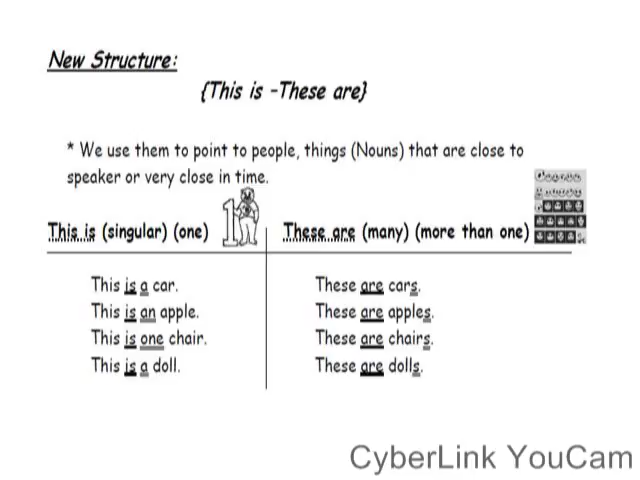 New Structure:
{This is -These are}
* We use them to point to people, things (Nouns) that are close to
speaker or very close in time.
This is (singular) (one)
1
These are (many) (more than one)
This is a car.
This is an apple.
This is one chair.
This is a doll.
These are cars.
These are apples.
These are chairs.
These are dolls.
CyberLink YouCam